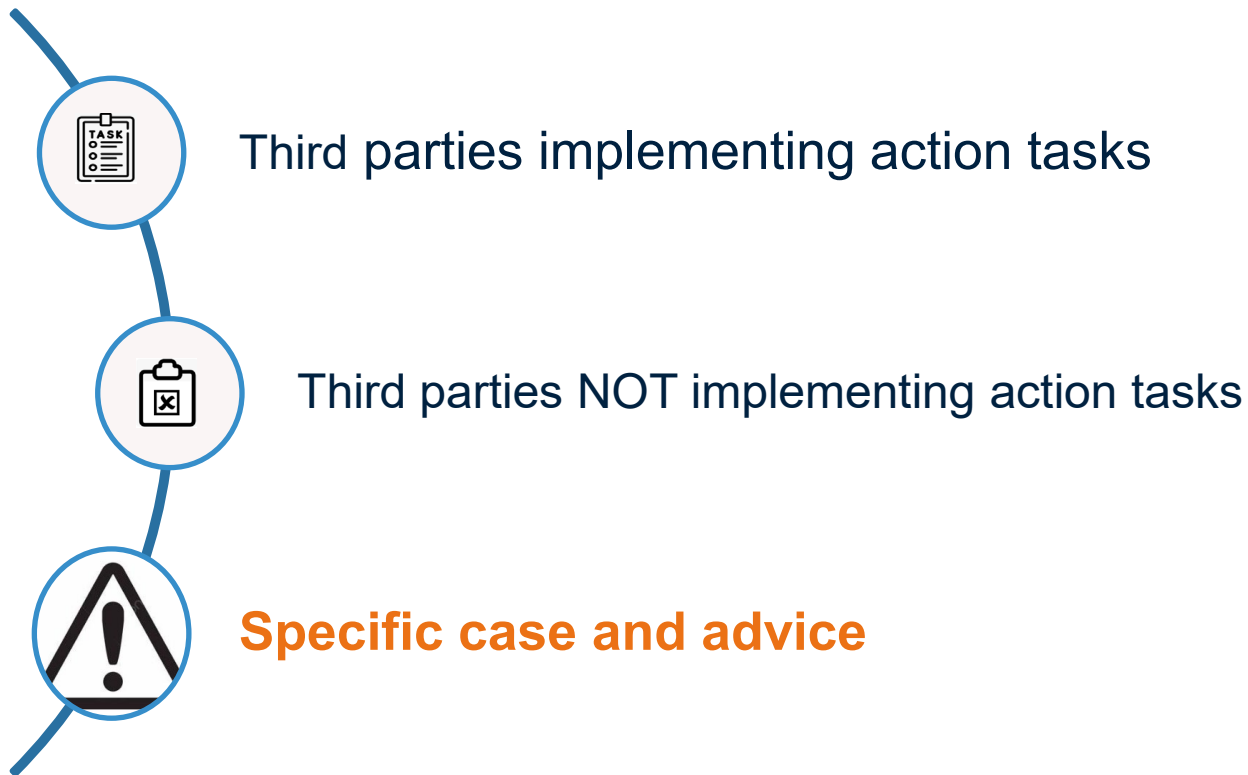 TASK
Third parties implementing action tasks
Third parties NOT implementing action tasks
Specific case and advice